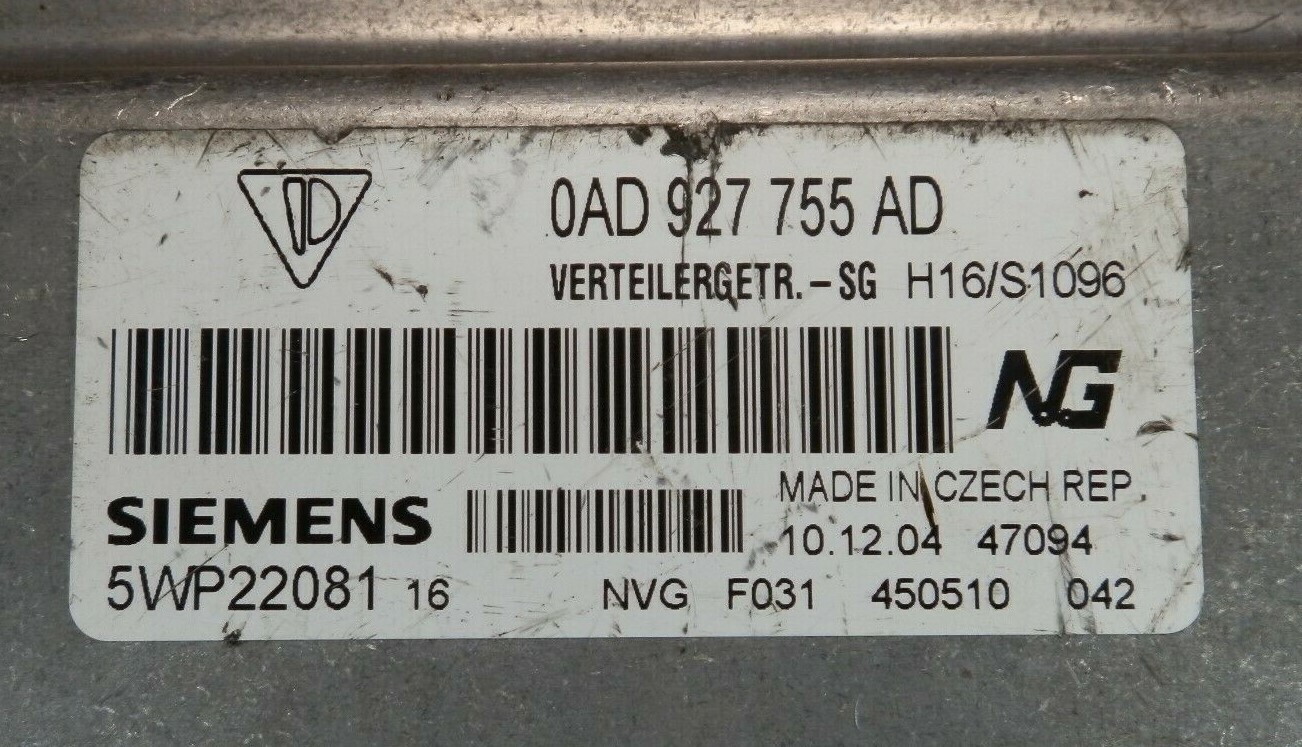 0AD 927 755 AD
VERTEILERGETR.-SG H16/S1096
NG
SIEMENS
MADE IN CZECH REP.
10.12.04 47094
5WP22081 16 NVG F031 450510 042